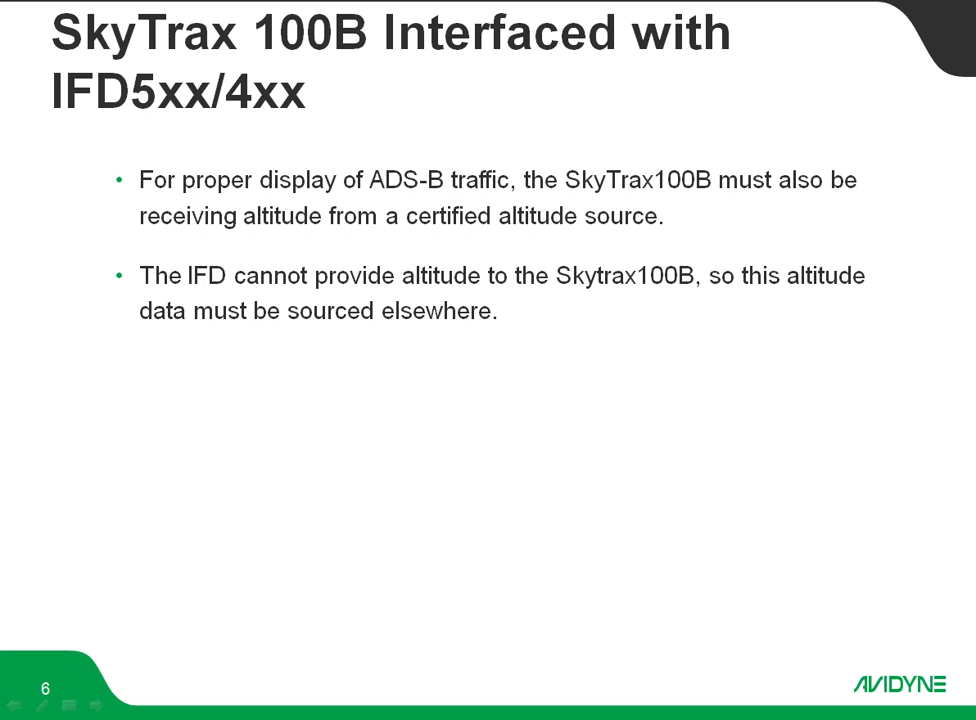 SkyTrax 100B Interfaced with
IFD5xx/4xx
• For proper display of ADS-B traffic, the SkyTrax100B must also be
receiving altitude from a certified altitude source.
• The IFD cannot provide altitude to the Skytrax100B, so this altitude
data must be sourced elsewhere.
6
AVIDYNE